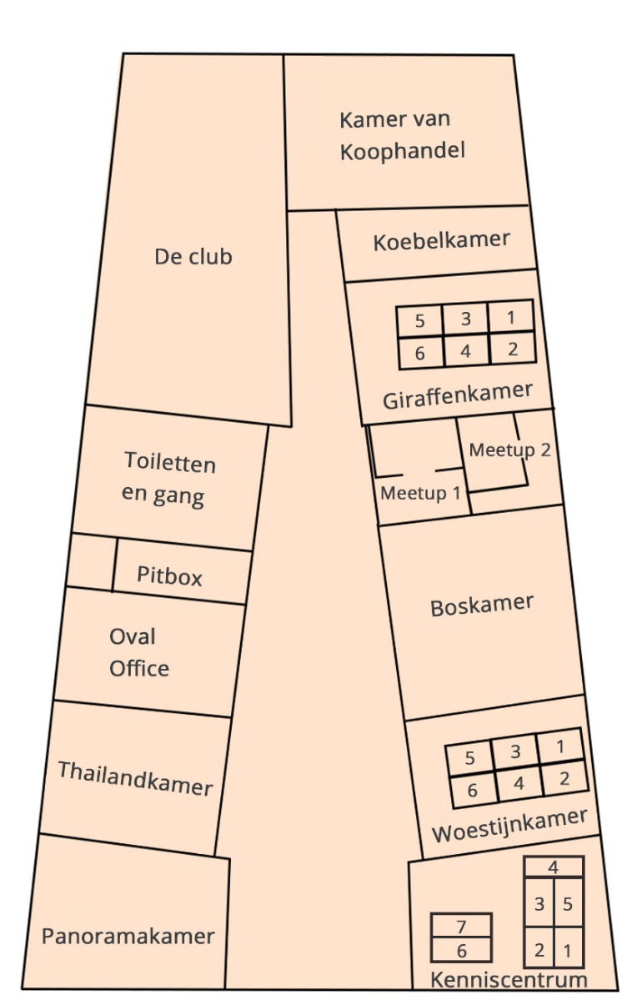 Kamer van
Koophandel
De club
Koebelkamer
5 3 1
6 4 2
Giraffenkamer
Toiletten
en gang
Meetup 2
Meetup 1
Pitbox
Boskamer
Oval
Office
Thailandkamer
5 3 1
6 4 2
Woestijnkamer
Panoramakamer
4
3 5
2 1
7
6
Kenniscentrum